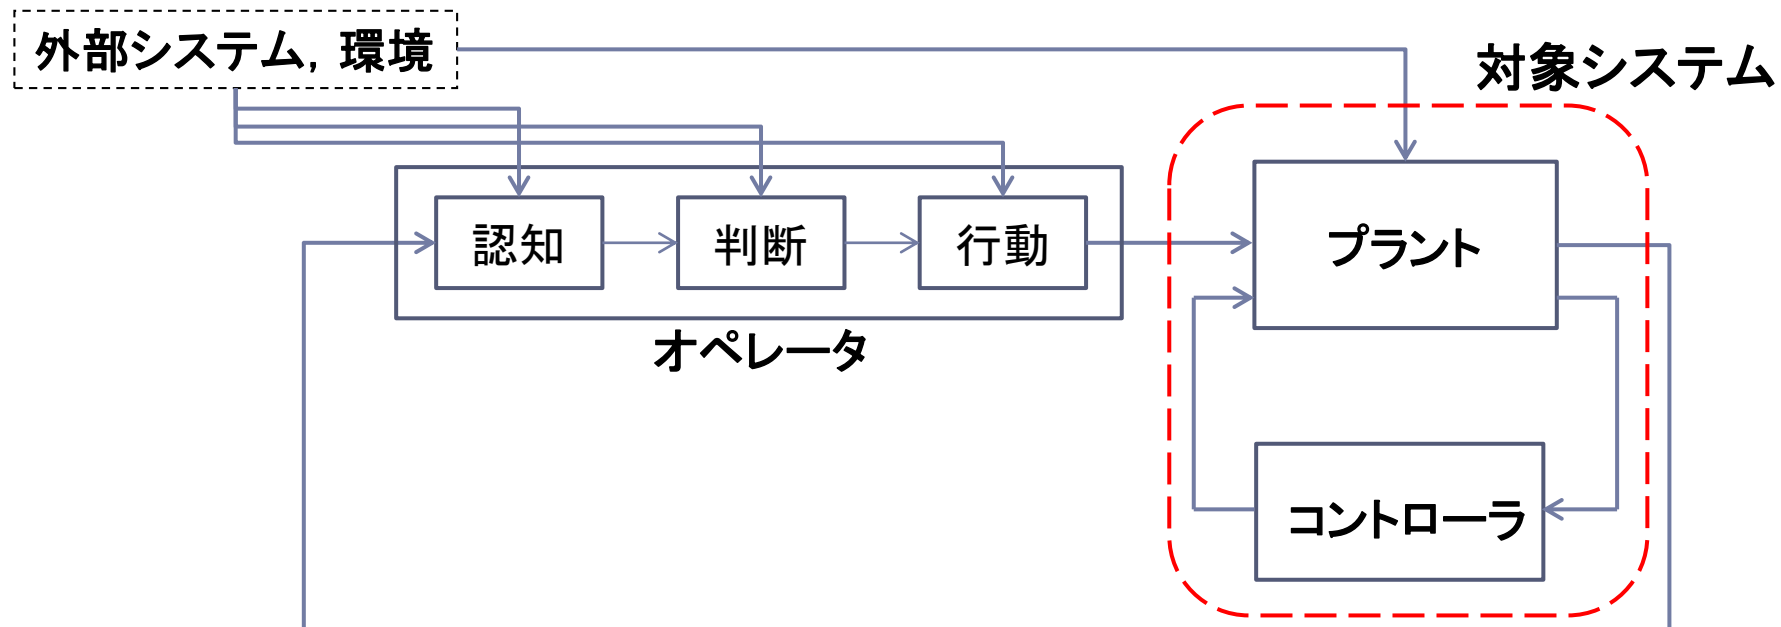 外部システム, 環境
対象システム
認知
判断
行動
プラント
オペレータ
コントローラ